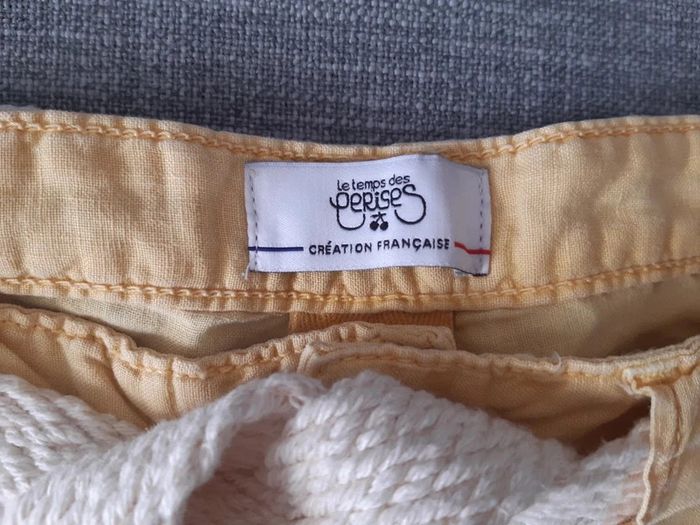 Le temps des
CERISES
CRÉATION FRANÇAISE